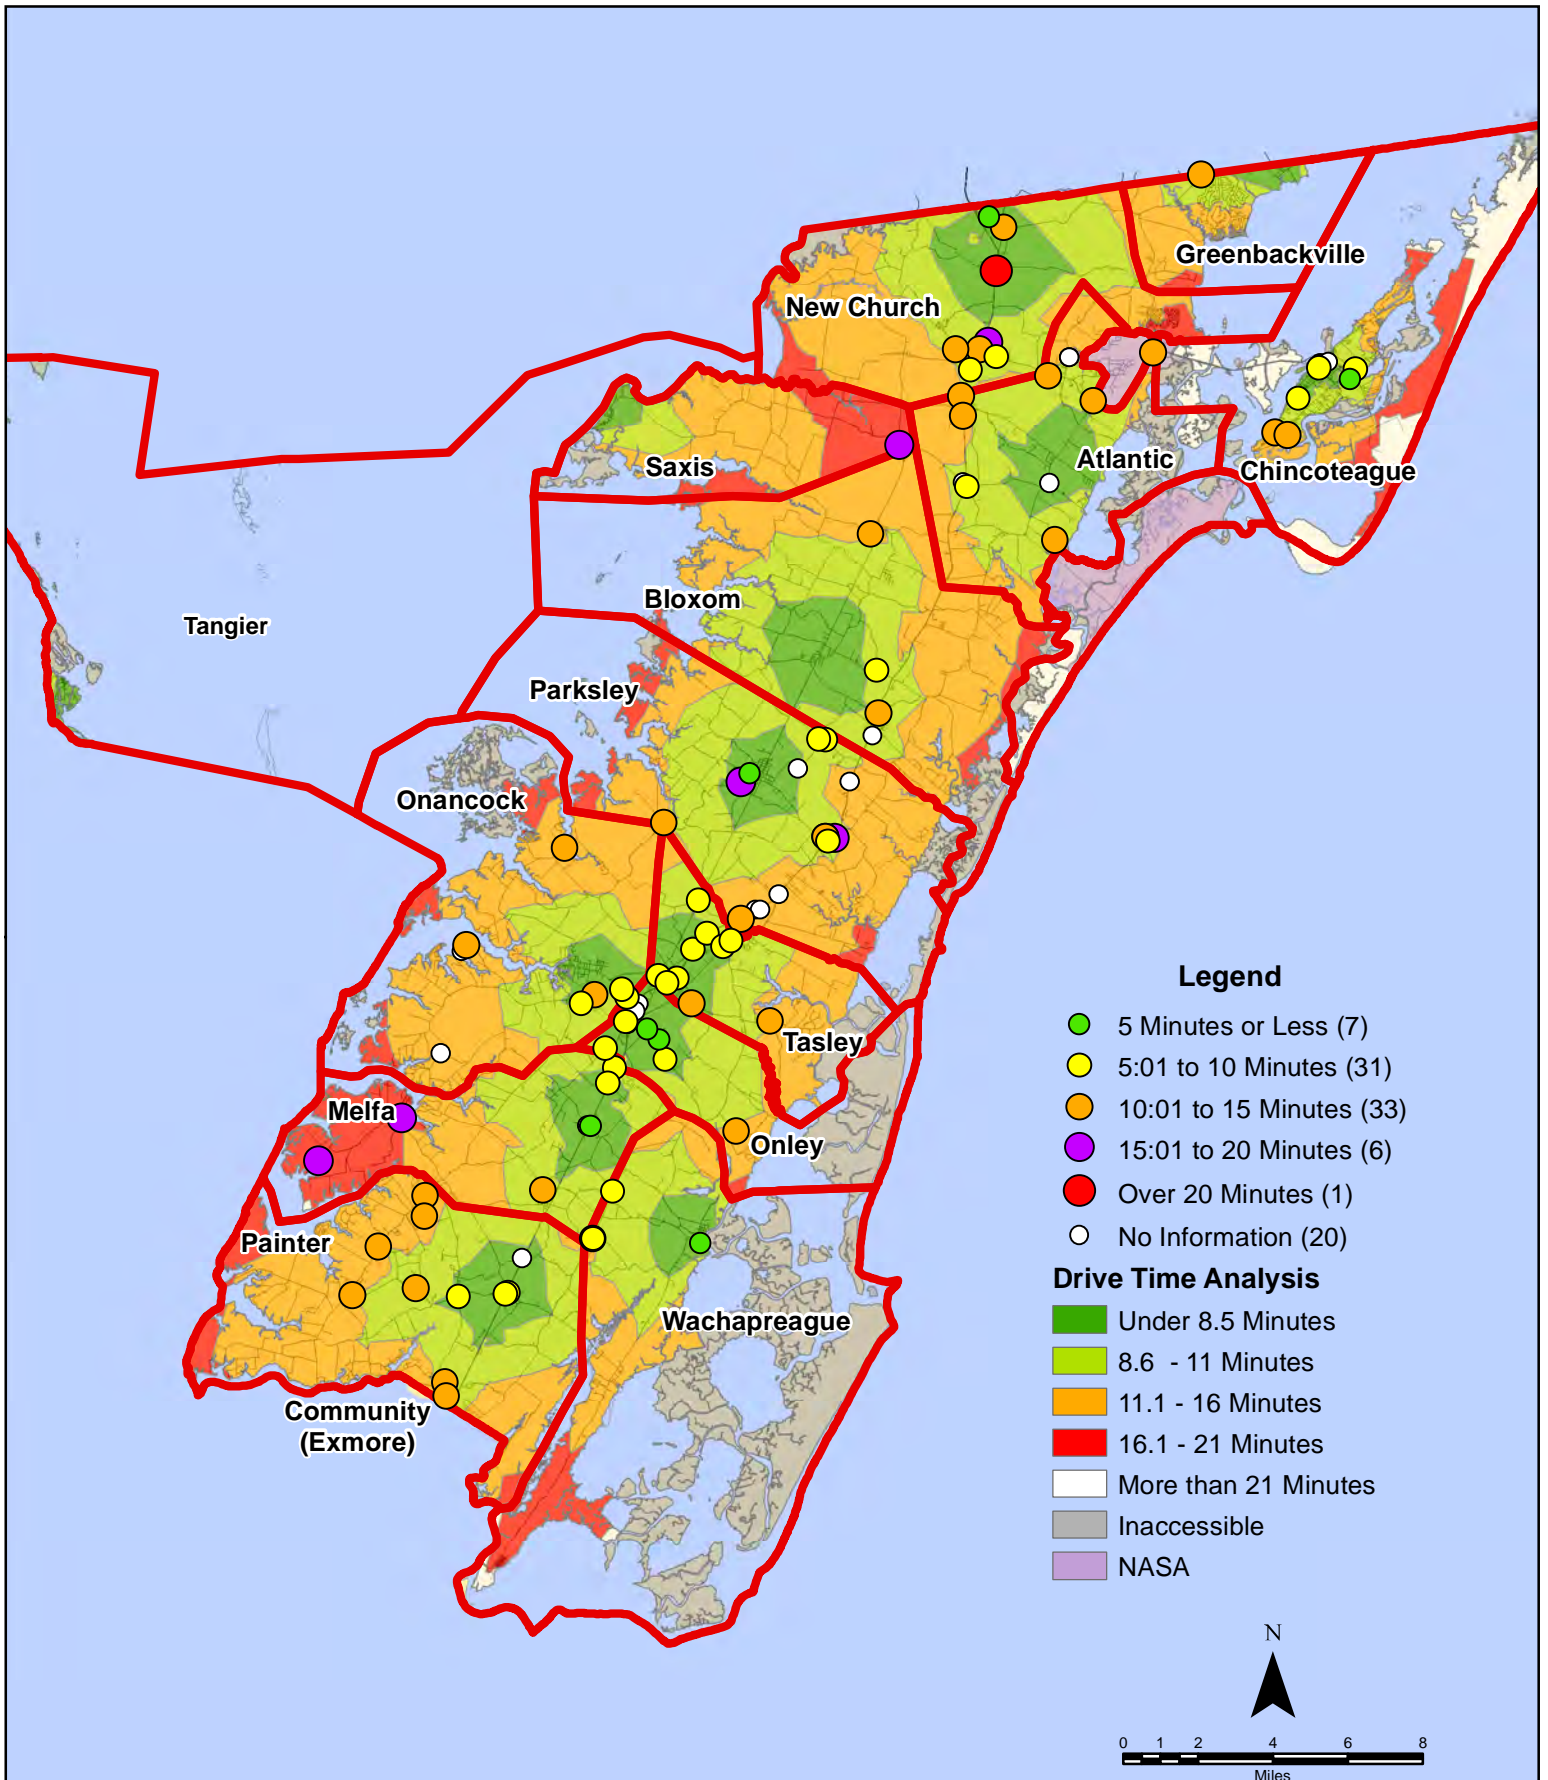 Greenbackville
New Church
Atlantic
Saxis
Chincoteague
Bloxom
Tangier
Parksley
Onancock
Tasley
Melfa
Onley
Painter
Wachapreague
Community
(Exmore)
Legend
5 Minutes or Less (7)
5:01 to 10 Minutes (31)
10:01 to 15 Minutes (33)
15:01 to 20 Minutes (6)
Over 20 Minutes (1)
No Information (20)
Drive Time Analysis
Under 8.5 Minutes
8.6 - 11 Minutes
11.1 - 16 Minutes
16.1 - 21 Minutes
More than 21 Minutes
Inaccessible
NASA
N
0 1 2 4 6 8
Miles